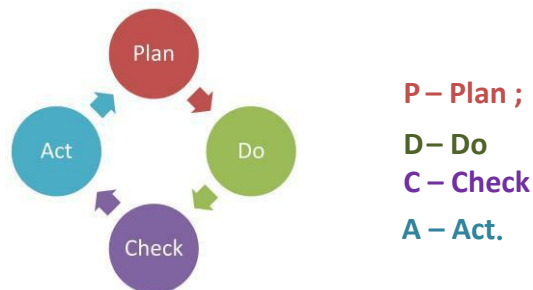 Plan
Act
Do
Check
P – Plan ;
D – Do
C – Check
A – Act.